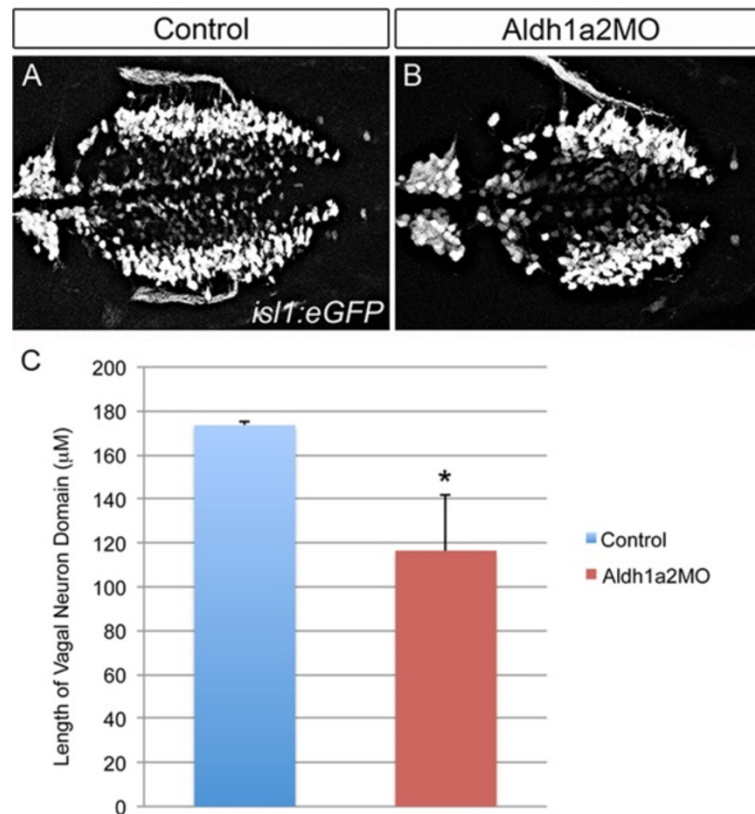 Control
Aldh1a2MO
A
B
isl1:eGFP
C
Length of Vagal Neuron Domain (μM)
200
180
160
140
120
100
80
60
40
20
0
*
Control
Aldh1a2MO